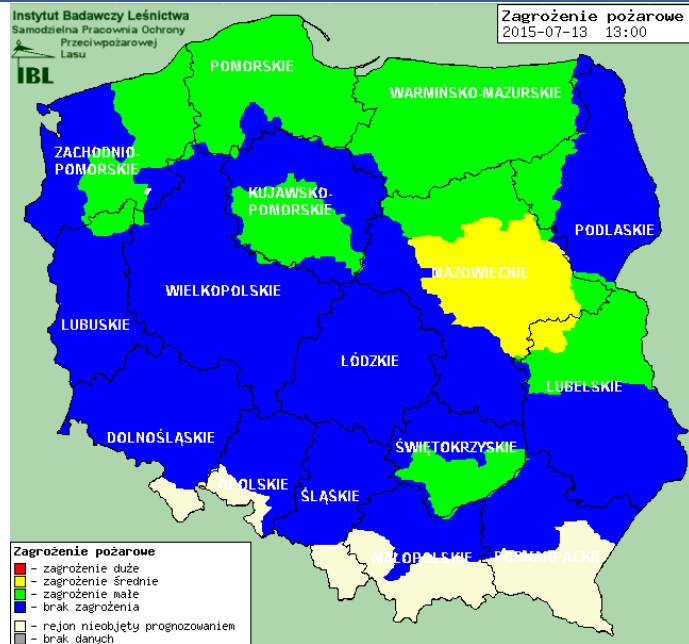 Instytut Badawczy Leśnictwa
Samodzielna Pracownia Ochrony
Przeciwpożarowej
Lasu
IBL
Zagrożenie pożarowe
2015-07-13 13:00
POMORSKIE
WARMIŃSKO-MAZURSKIE
ZACHODNIO-
POMORSKIE
KUJAWSKO-
POMORSKIE
PODLASKIE
MAZOWIECKIE
WIELKOPOLSKIE
LUBUSKIE
ŁÓDZKIE
LUBELSKIE
DOLNOŚLĄSKIE
ŚWIĘTOKRZYSKIE
OPOLSKIE
ŚLĄSKIE
MAŁOPOLSKIE
PODKARPACKIE
Zagrożenie pożarowe
- zagrożenie duże
- zagrożenie średnie
- zagrożenie małe
- brak zagrożenia
- rejon nieobjęty prognozowaniem
- brak danych